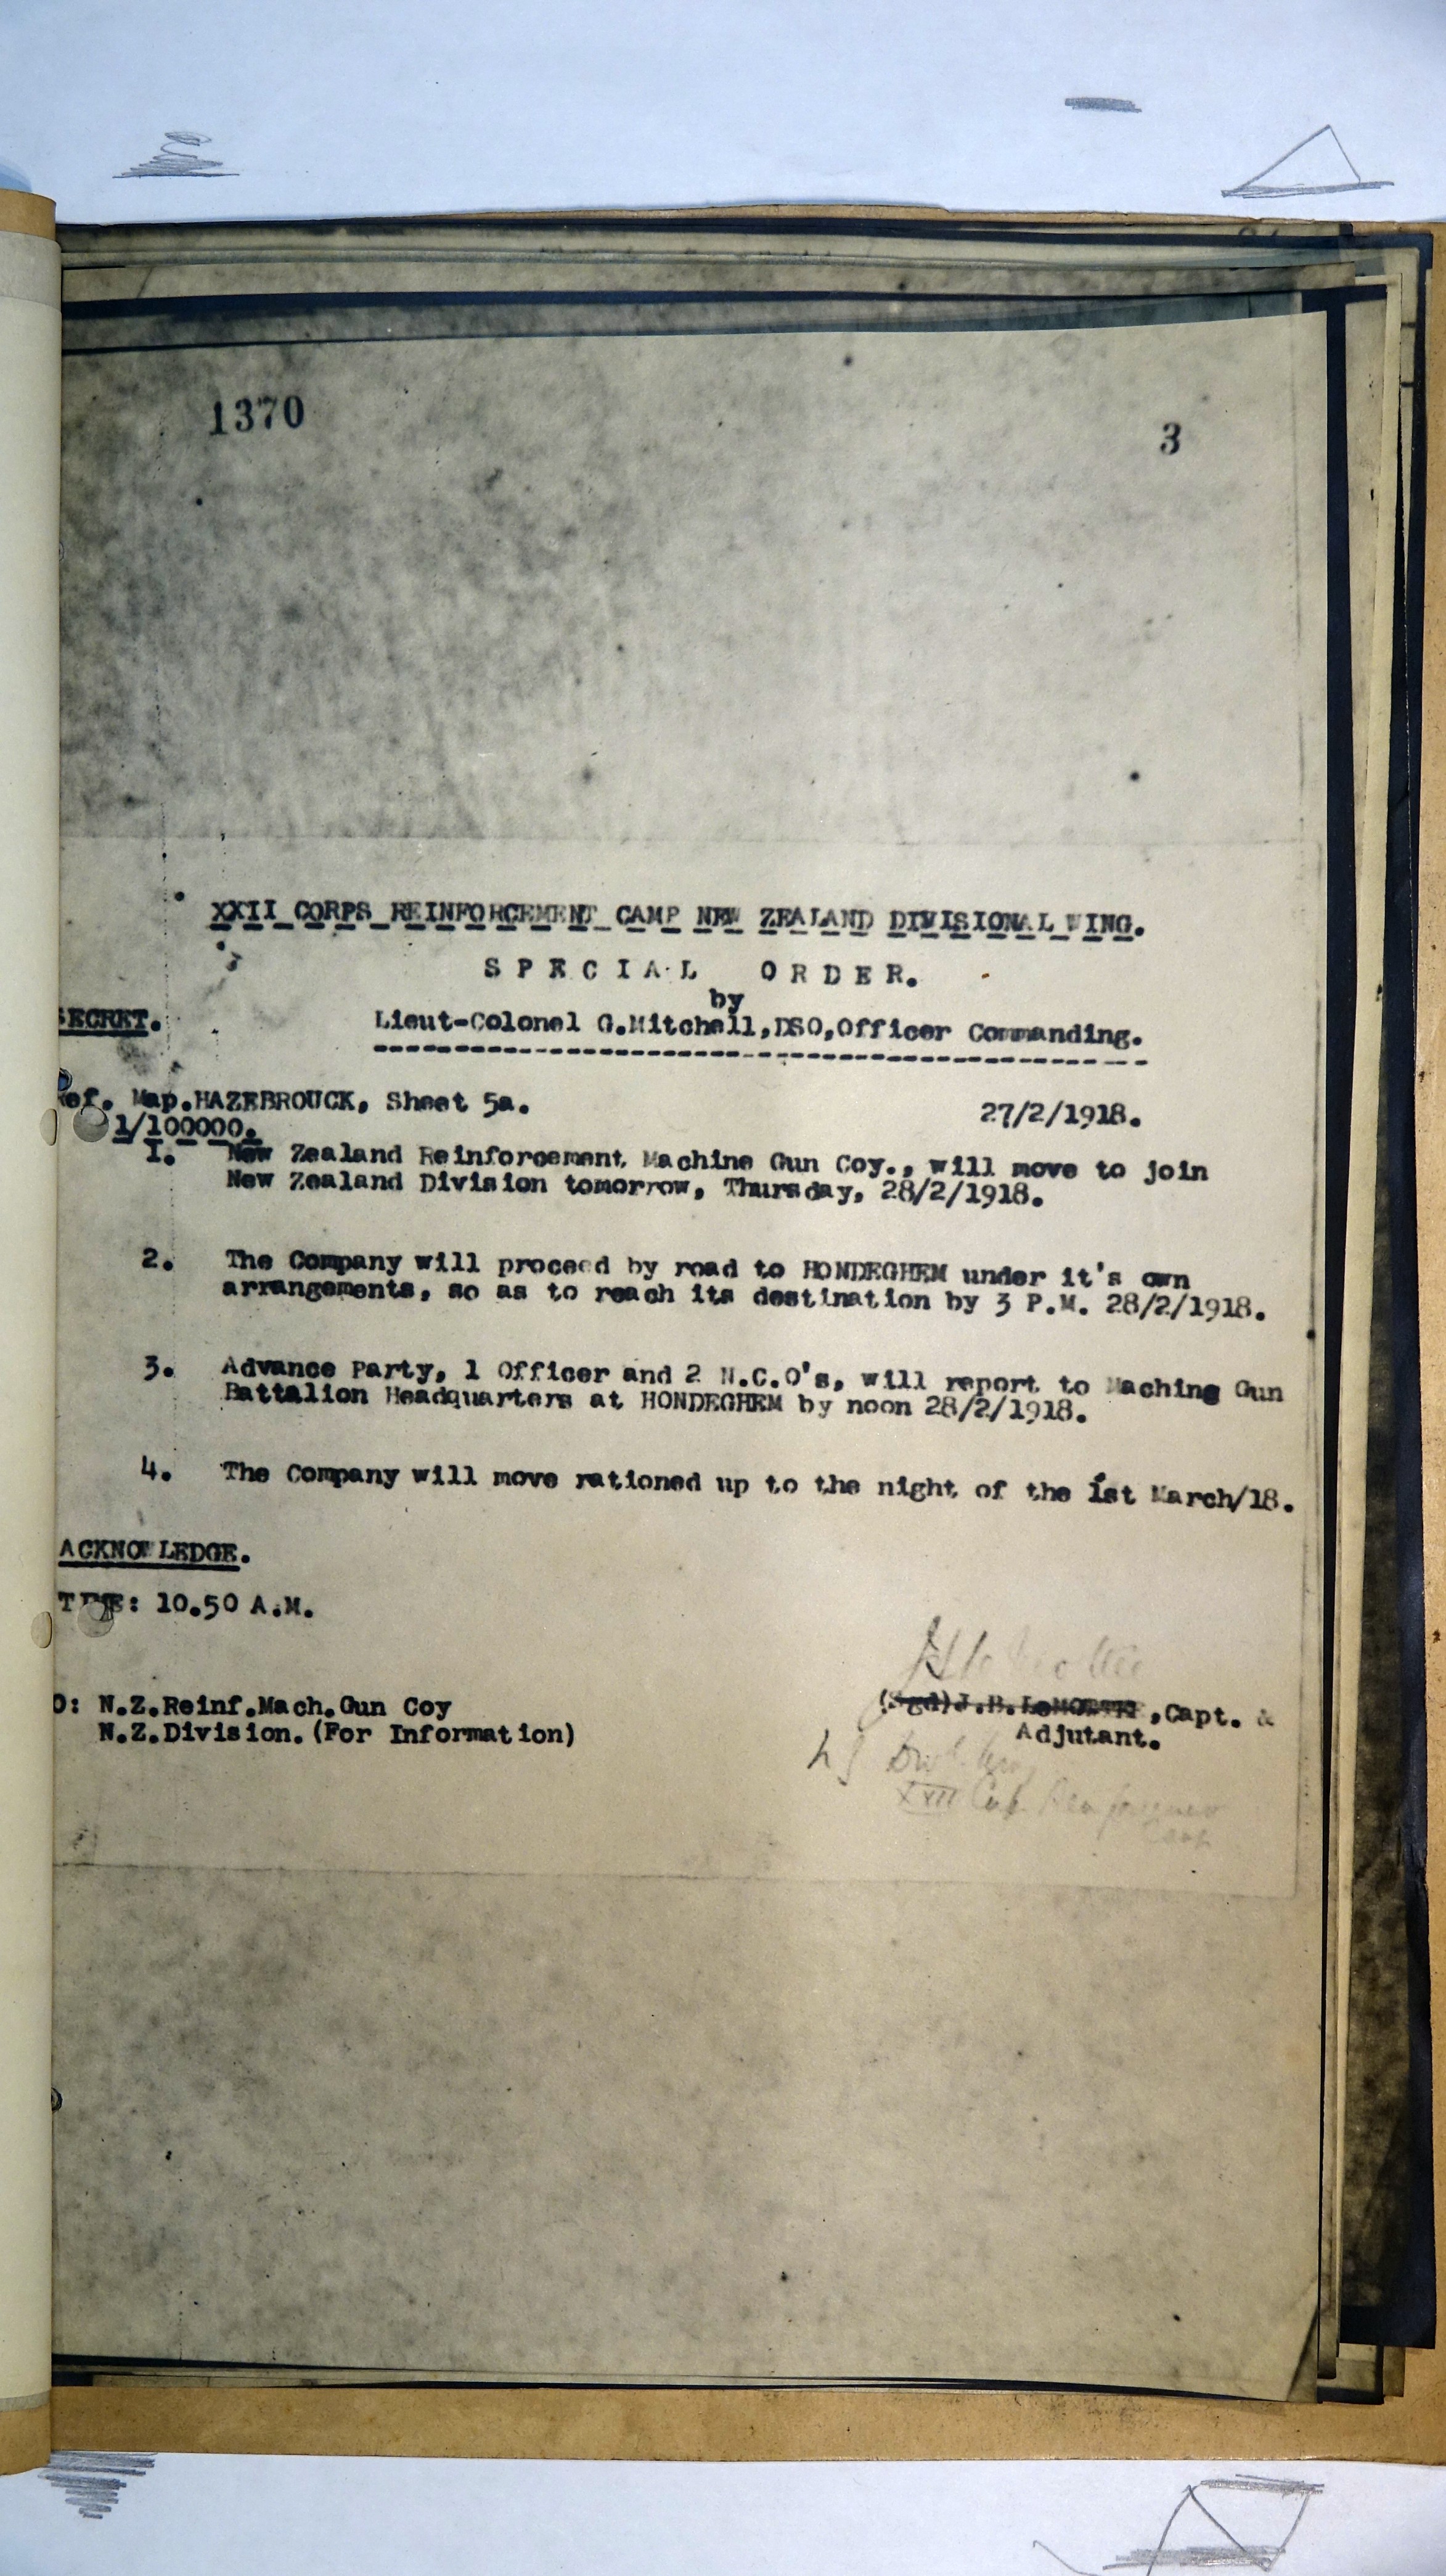 1370
3
XXII CORPS REINFORCEMENT CAMP NEW ZEALAND DIVISIONAL WING.
SPECIAL ORDER.
by
SECRET.
Lieut-Colonel G.Mitchell,DSO,Officer Commanding.
Ref. Map.HAZEBROUCK, Sheet 5a.
27/2/1918.
1/100000.
1. New Zealand Reinforcement Machine Gun Coy., will move to join
New Zealand Division tomorrow, Thursday, 28/2/1918.
2. The Company will proceed by road to HONDEGHEM under it's own
arrangements, so as to reach its destination by 3 P.M. 28/2/1918.
3. Advance Party, 1 Officer and 2 N.C.O's, will report to Machine Gun
Battalion Headquarters at HONDEGHEM by noon 28/2/1918.
4. The Company will move rationed up to the night of the 1st March/18.
ACKNOWLEDGE.
TIME: 10.50 A.M.
O: N.Z.Reinf.Mach.Gun Coy
N.Z.Division.(For Information)
(Sgd)J.B. ,Capt. &
Adjutant.
XXII